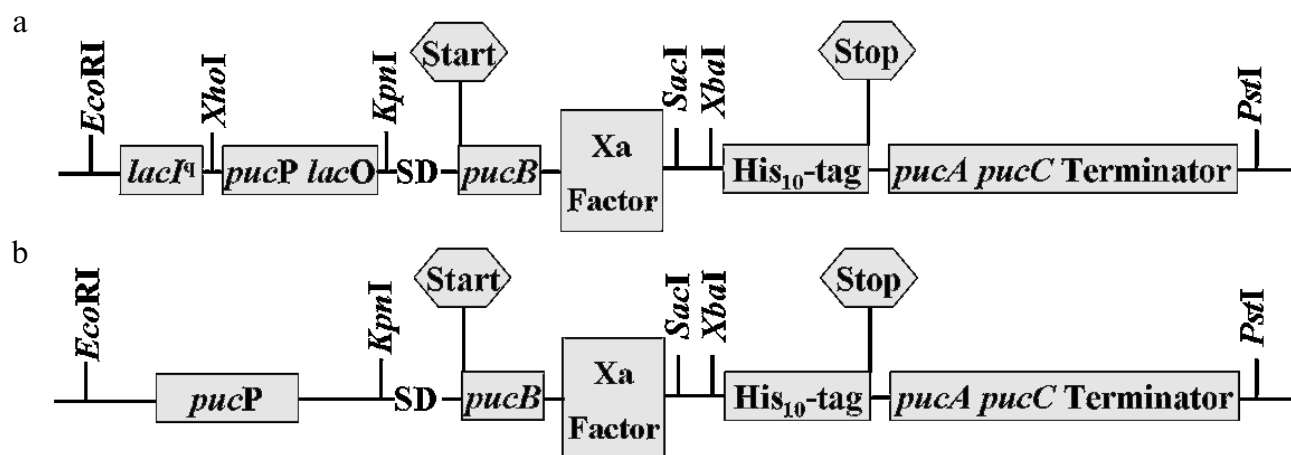 a
EcoRI XhoI KpnI Start SacI XbaI Stop PstI
lacIq pucP lacO SD pucB Xa Factor His10-tag pucA pucC Terminator
b
EcoRI KpnI Start SacI XbaI Stop PstI
pucP SD pucB Xa Factor His10-tag pucA pucC Terminator